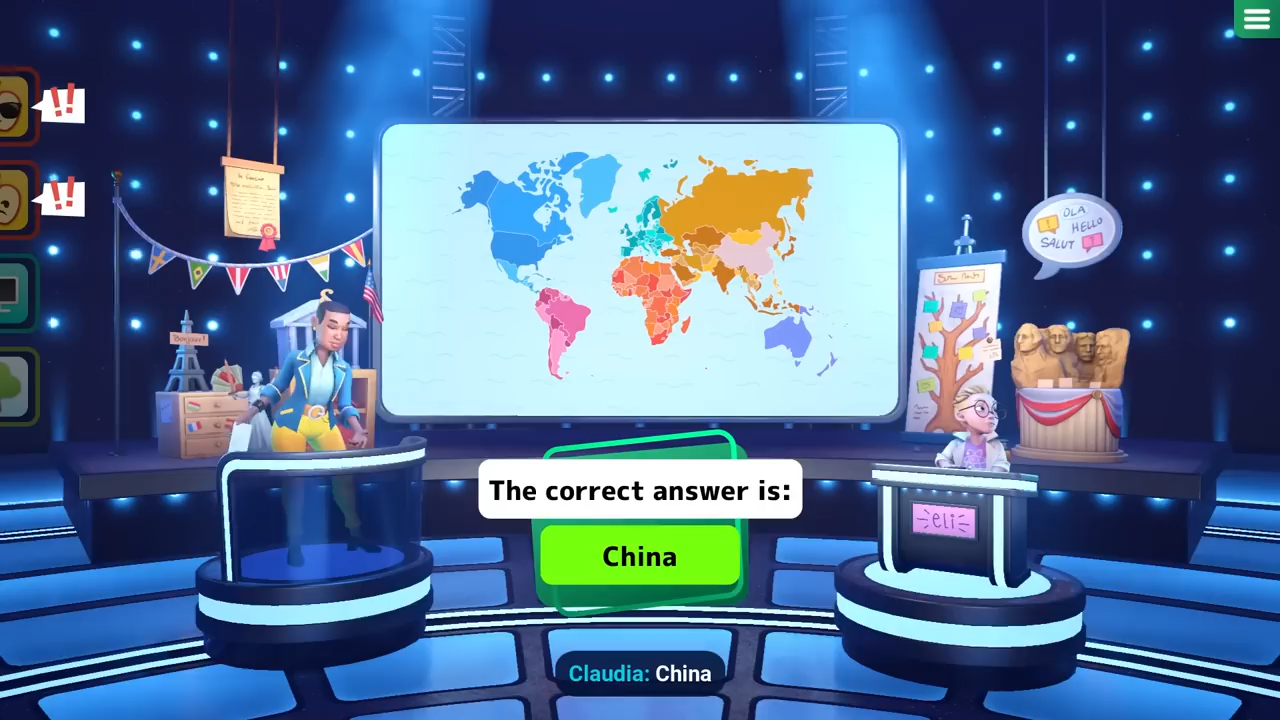 OLA
HELLO
SALUT
Bonjour!
The correct answer is:
China
eli
Claudia: China